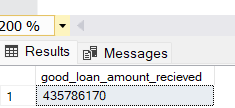 200 %
Results Messages
good_loan_amount_recieved
1 435786170